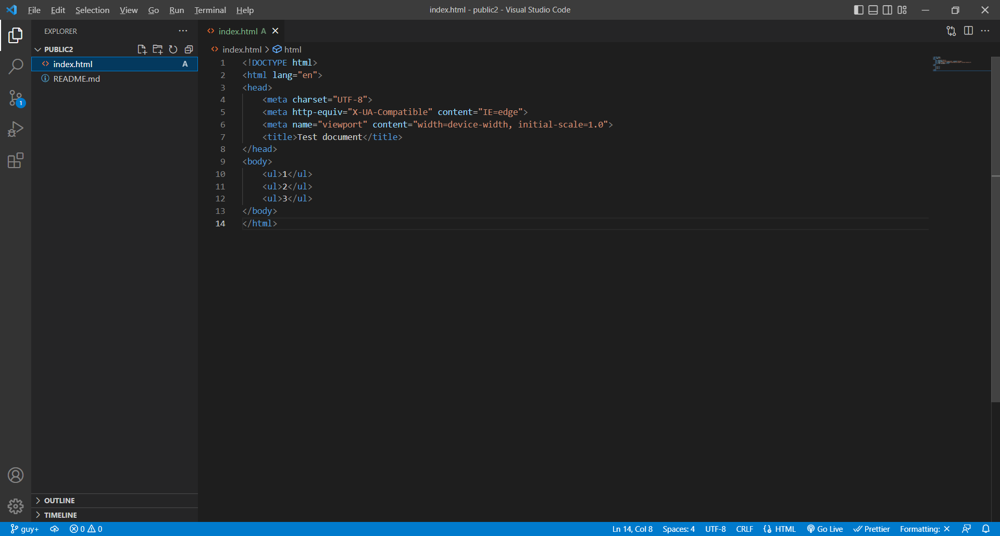 File Edit Selection View Go Run Terminal Help index.html - public2 - Visual Studio Code
EXPLORER
PUBLIC2
index.html A
README.md
index.html A
index.html > html
1 <!DOCTYPE html>
2 <html lang="en">
3 <head>
4     <meta charset="UTF-8">
5     <meta http-equiv="X-UA-Compatible" content="IE=edge">
6     <meta name="viewport" content="width=device-width, initial-scale=1.0">
7     <title>Test document</title>
8 </head>
9 <body>
10     <ul>1</ul>
11     <ul>2</ul>
12     <ul>3</ul>
13 </body>
14 </html>
1
OUTLINE
TIMELINE
guy+ 0 0 Ln 14, Col 8 Spaces: 4 UTF-8 CRLF HTML Go Live Prettier Formatting: ✕